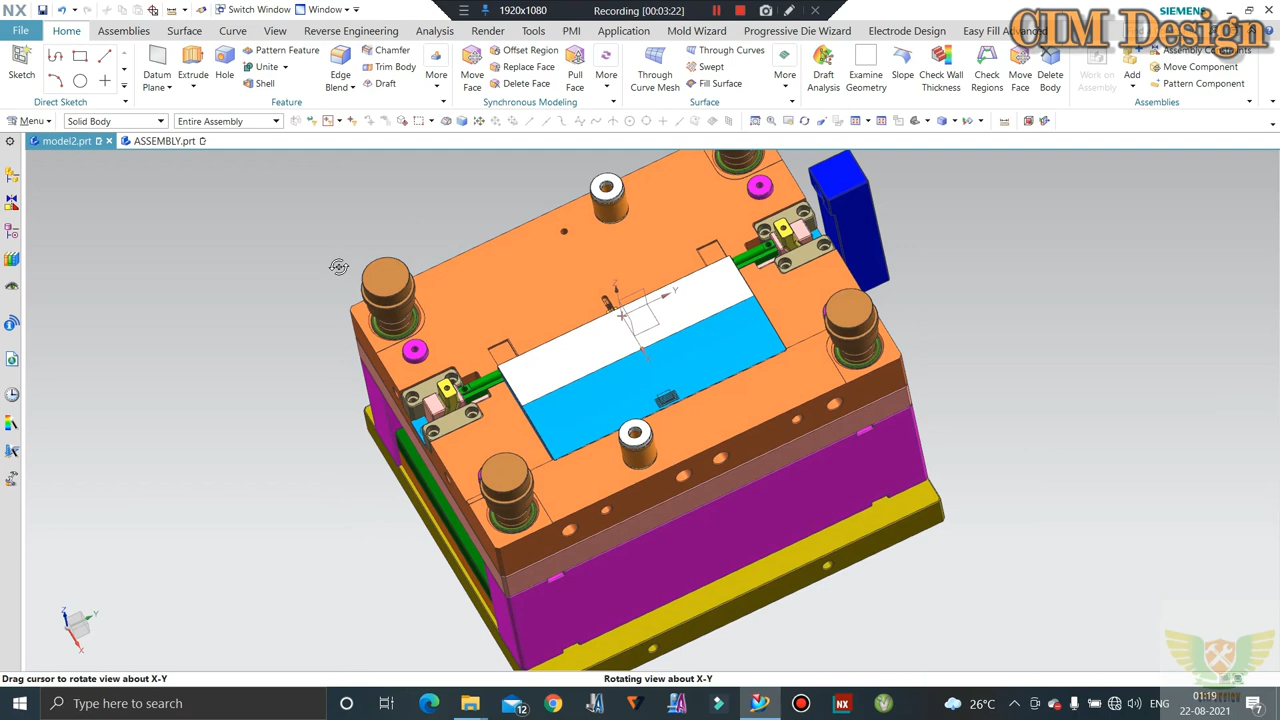 NX Switch Window Window 1920x1080 Recording [00:03:22] SIEMENS
CIM Design
File Home Assemblies Surface Curve View Reverse Engineering Analysis Render Tools PMI Application Mold Wizard Progressive Die Wizard Electrode Design Easy Fill Advanced
Sketch
Direct Sketch
Datum Plane
Extrude
Hole
Pattern Feature
Unite
Shell
Edge Blend
Chamfer
Trim Body
Draft
More
Feature
Move Face
Offset Region
Replace Face
Delete Face
Pull Face
More
Synchronous Modeling
Through Curve Mesh
Through Curves
Swept
Fill Surface
More
Surface
Draft Analysis
Examine Geometry
Slope
Check Wall Thickness
Check Regions
Move Face
Delete Body
Work on Assembly
Add
Assembly Constraints
Move Component
Pattern Component
Assemblies
Menu Solid Body Entire Assembly
model2.prt ASSEMBLY.prt
Z
Y
Z
Y
X
Drag cursor to rotate view about X-Y Rotating view about X-Y
Type here to search
12
NX
26°C
01:19
22-08-2021
7